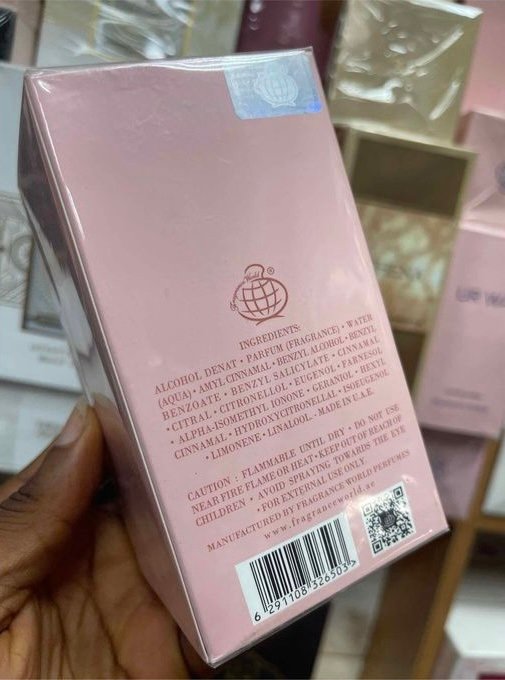 INGREDIENTS:
ALCOHOL DENAT • PARFUM (FRAGRANCE) • WATER
(AQUA) • AMYL CINNAMAL • BENZYL ALCOHOL • BENZYL
BENZOATE • BENZYL SALICYLATE • CINNAMAL
• CITRAL • CITRONELLOL • EUGENOL • FARNESOL
• ALPHA-ISOMETHYL IONONE • GERANIOL • HEXYL
CINNAMAL • HYDROXYCITRONELLAL • ISOEUGENOL
• LIMONENE • LINALOOL. • MADE IN U.A.E.
CAUTION : FLAMMABLE UNTIL DRY • DO NOT USE
NEAR FIRE FLAME OR HEAT • KEEP OUT OF REACH OF
CHILDREN • AVOID SPRAYING TOWARDS THE EYE
• FOR EXTERNAL USE ONLY
MANUFACTURED BY FRAGRANCE WORLD PERFUMES
www.fragranceworld.ae
6 291108 326503 >